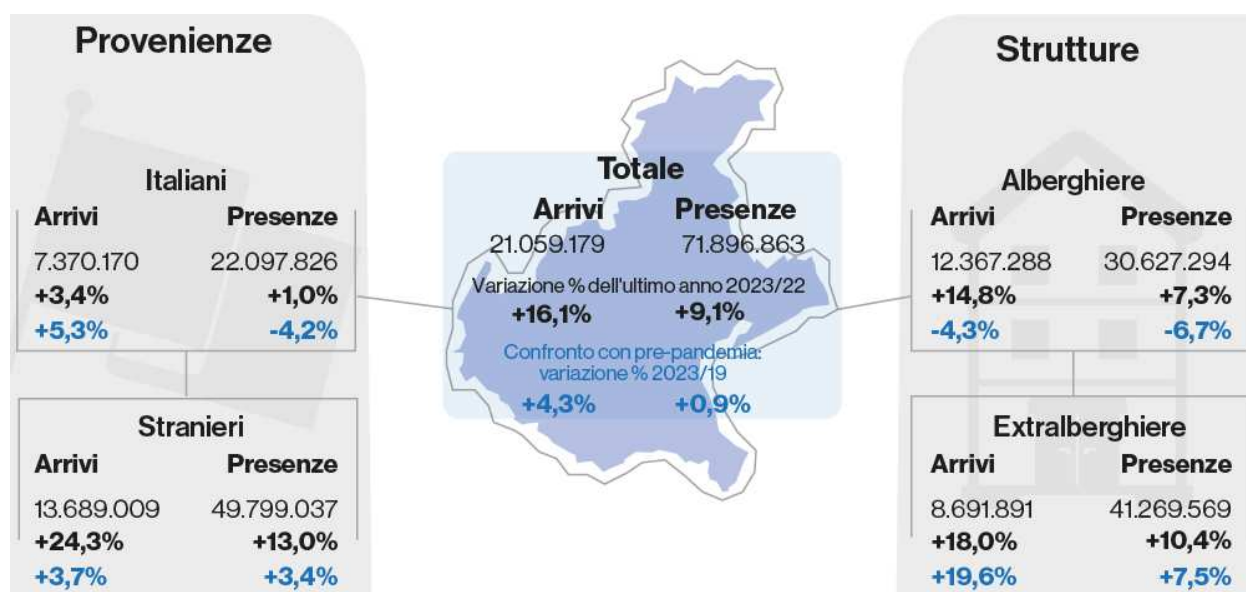 Provenienze
Italiani
Arrivi Presenze
7.370.170 22.097.826
+3,4% +1,0%
+5,3% -4,2%
Stranieri
Arrivi Presenze
13.689.009 49.799.037
+24,3% +13,0%
+3,7% +3,4%
Totale
Arrivi Presenze
21.059.179 71.896.863
Variazione % dell'ultimo anno 2023/22
+16,1% +9,1%
Confronto con pre-pandemia:
variazione % 2023/19
+4,3% +0,9%
Strutture
Alberghiere
Arrivi Presenze
12.367.288 30.627.294
+14,8% +7,3%
-4,3% -6,7%
Extralberghiere
Arrivi Presenze
8.691.891 41.269.569
+18,0% +10,4%
+19,6% +7,5%